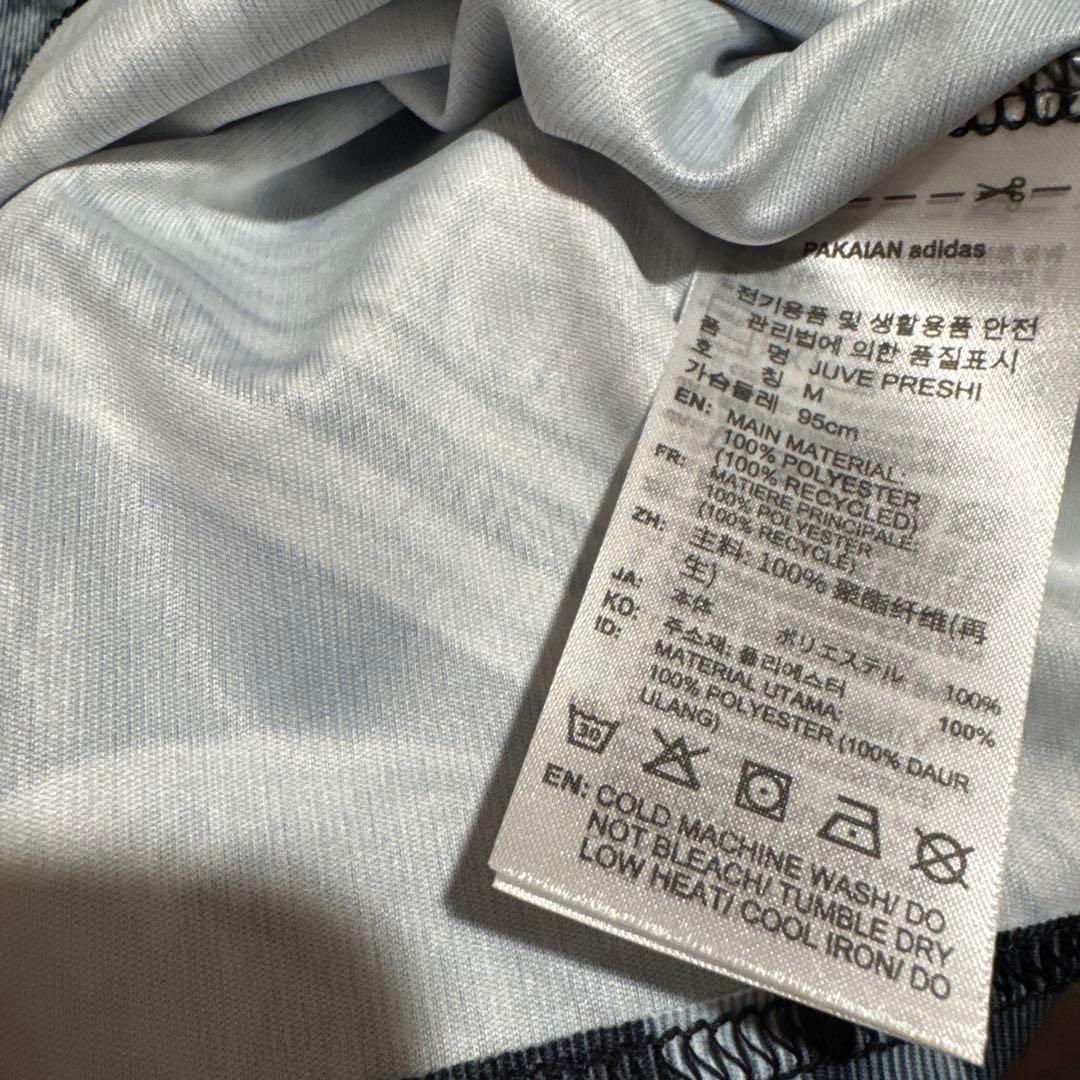 PAKAIAN adidas
전기용품 및 생활용품 안전
관리법에 의한 품질표시
품 명 JUVE PRESHI
호 칭 M
가슴둘레 95cm
EN: MAIN MATERIAL:
100% POLYESTER
(100% RECYCLED)
FR: MATIERE PRINCIPALE:
100% POLYESTER
(100% RECYCLE)
ZH: 主料: 100% 聚酯纤维(再
生)
JA: 本体 ポリエステル 100%
KO: 주소재: 폴리에스터 100%
ID: MATERIAL UTAMA:
100% POLYESTER (100% DAUR
ULANG)
30
EN: COLD MACHINE WASH/ DO
NOT BLEACH/ TUMBLE DRY
LOW HEAT/ COOL IRON/ DO